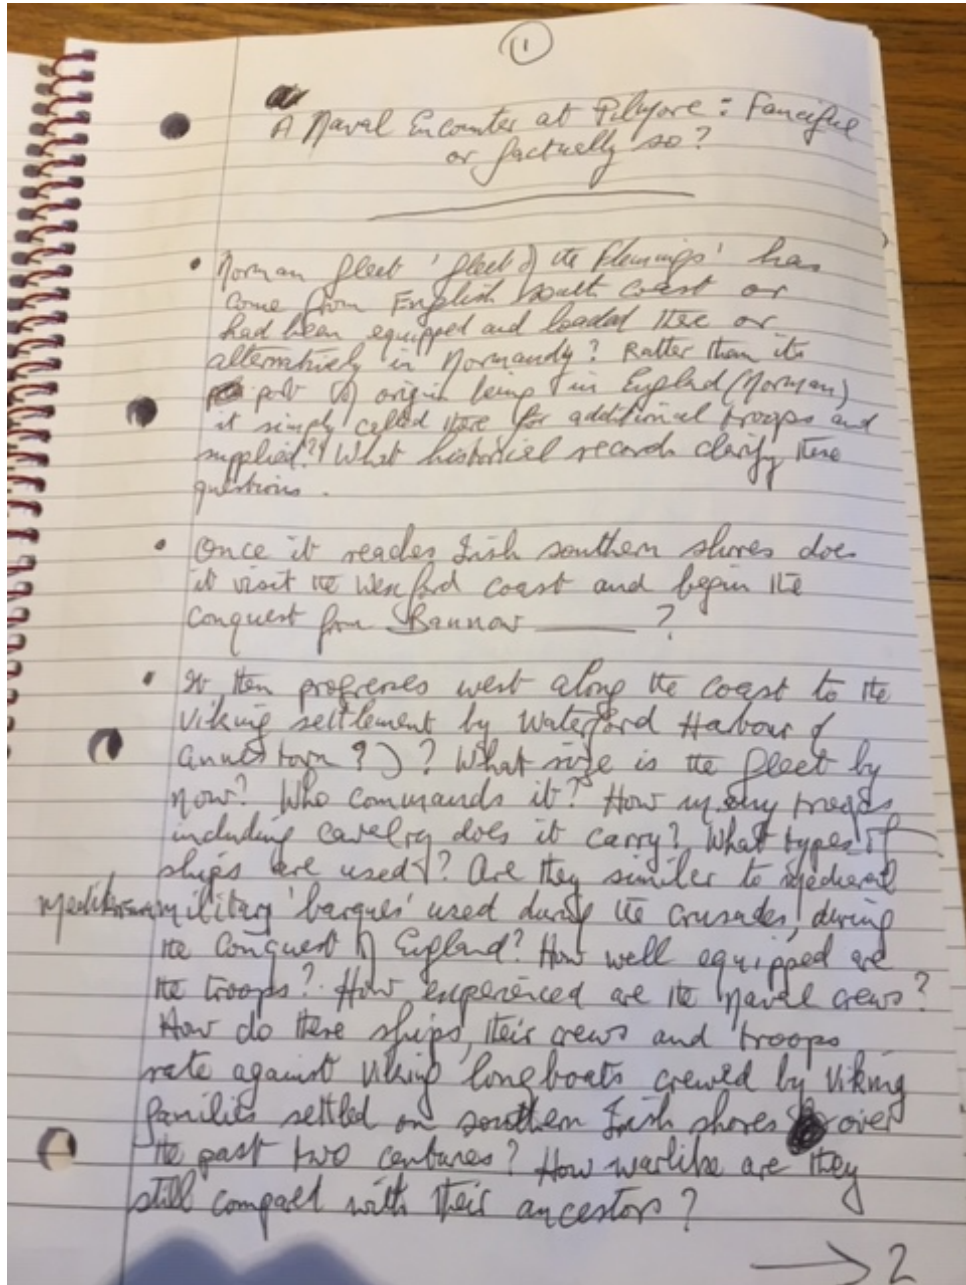 1
A Naval Encounter at Pilmore : Fanciful
or factually so?
• Norman fleet 'fleet of the Flemings' has
come from English south coast or
had been equipped and loaded there or
alternatively in Normandy? Rather than its
port of origin being in England (Norman)
it simply called there for additional troops and
supplied? What historical records clarify these
questions.
• Once it reaches Irish southern shores does
it visit the Wexford coast and begin the
conquest from Bannow ______ ?
• It then progresses west along the coast to the
Viking settlement by Waterford Harbour &
Annestown ?)? What size is the fleet by
now? Who commands it? How many troops
including cavalry does it carry? What types of
ships are used? Are they similar to medieval
Mediterranean military 'barques' used during the Crusades, during
the Conquest of England? How well equipped are
the troops? How experienced are the naval crews?
How do these ships, their crews and troops
rate against Viking longboats crewed by Viking
families settled on southern Irish shores over
the past two centuries? How warlike are they
still compared with their ancestors?
→ 2